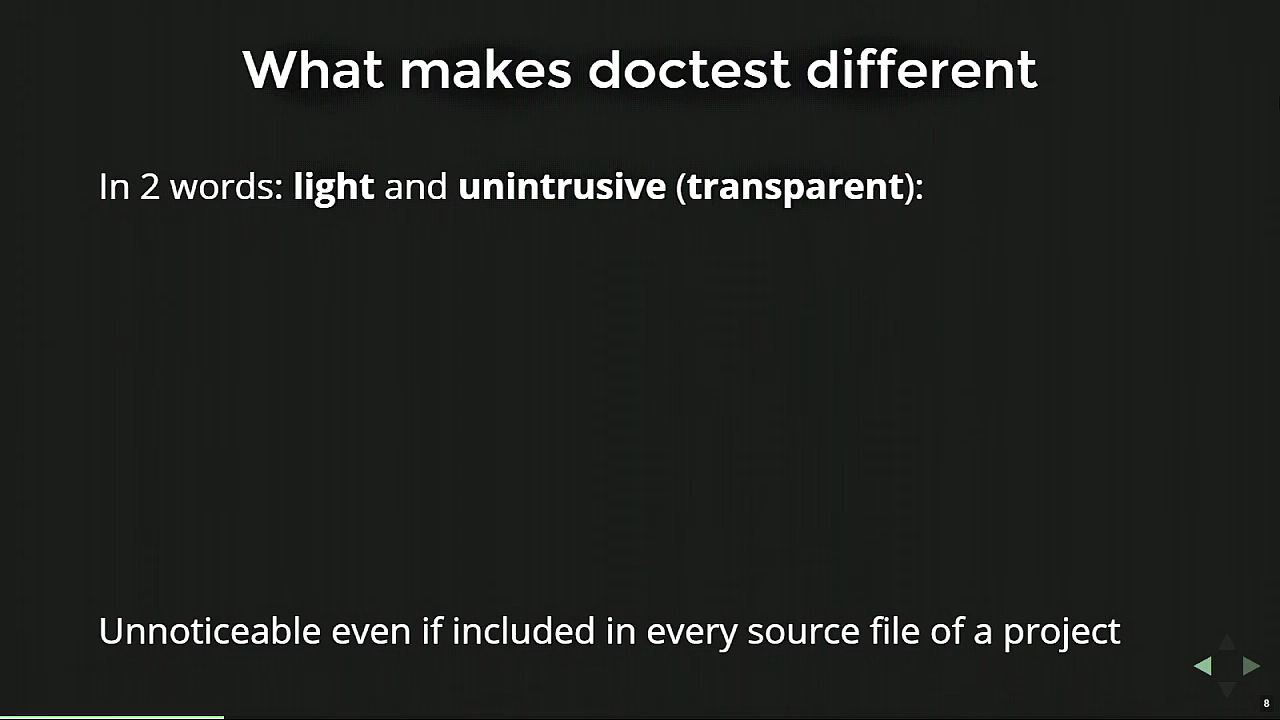 What makes doctest different
In 2 words: light and unintrusive (transparent):
Unnoticeable even if included in every source file of a project
8